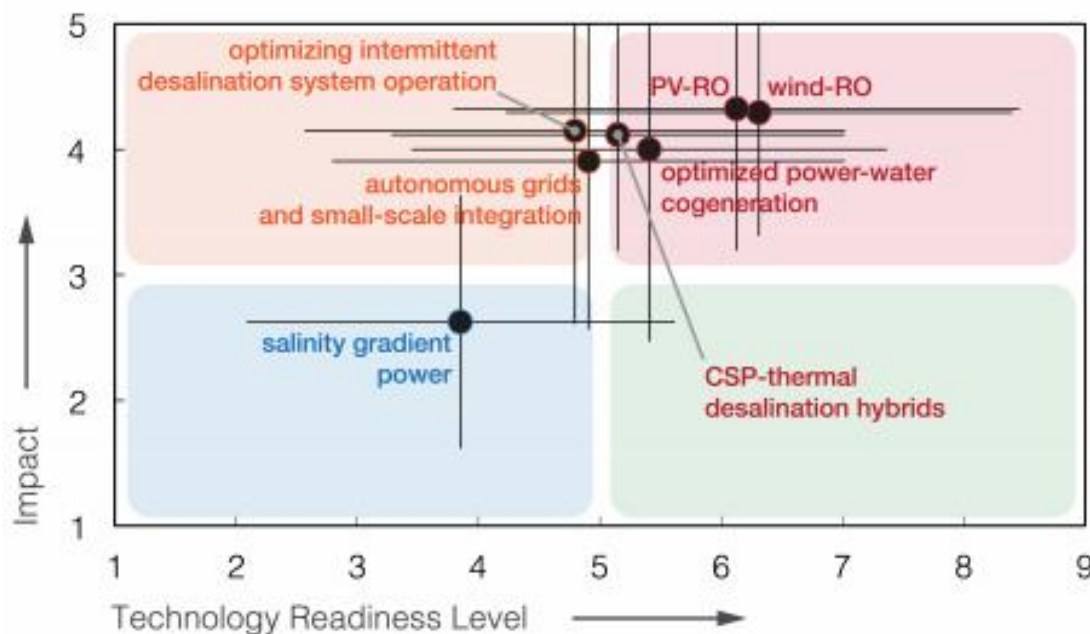 5
optimizing intermittent
desalination system operation
PV-RO wind-RO
4
autonomous grids
and small-scale integration
optimized power-water
cogeneration
3
salinity gradient
power
CSP-thermal
desalination hybrids
2
Impact
1
1 2 3 4 5 6 7 8 9
Technology Readiness Level